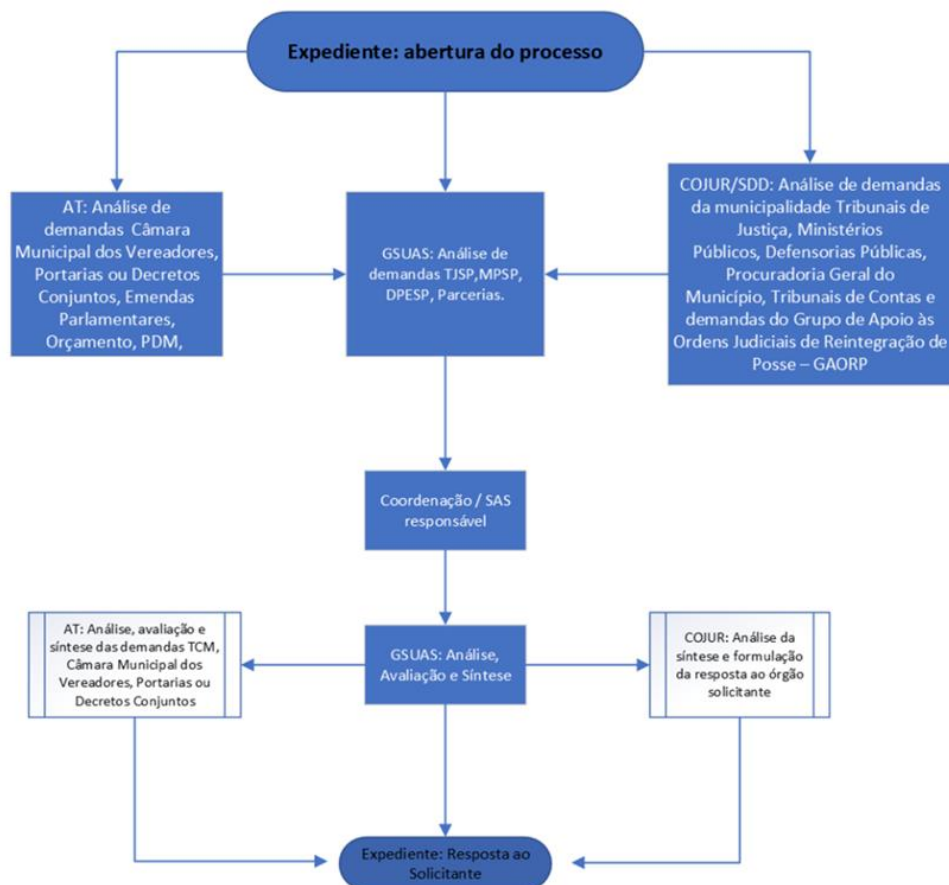 Expediente: abertura do processo
AT: Análise de
demandas Câmara
Municipal dos Vereadores,
Portarias ou Decretos
Conjuntos, Emendas
Parlamentares,
Orçamento, PDM,
GSUAS: Análise de
demandas TJSP,MPSP,
DPESP, Parcerias.
COJUR/SDD: Análise de demandas
da municipalidade Tribunais de
Justiça, Ministérios
Públicos, Defensorias Públicas,
Procuradoria Geral do
Município, Tribunais de Contas e
demandas do Grupo de Apoio às
Ordens Judiciais de Reintegração de
Posse – GAORP
Coordenação / SAS
responsável
AT: Análise, avaliação e
síntese das demandas TCM,
Câmara Municipal dos
Vereadores, Portarias ou
Decretos Conjuntos
GSUAS: Análise,
Avaliação e Síntese
COJUR: Análise da
síntese e formulação
da resposta ao órgão
solicitante
Expediente: Resposta ao
Solicitante